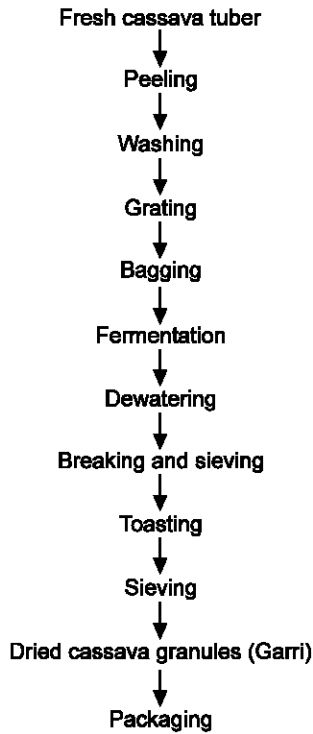 Fresh cassava tuber
Peeling
Washing
Grating
Bagging
Fermentation
Dewatering
Breaking and sieving
Toasting
Sieving
Dried cassava granules (Garri)
Packaging